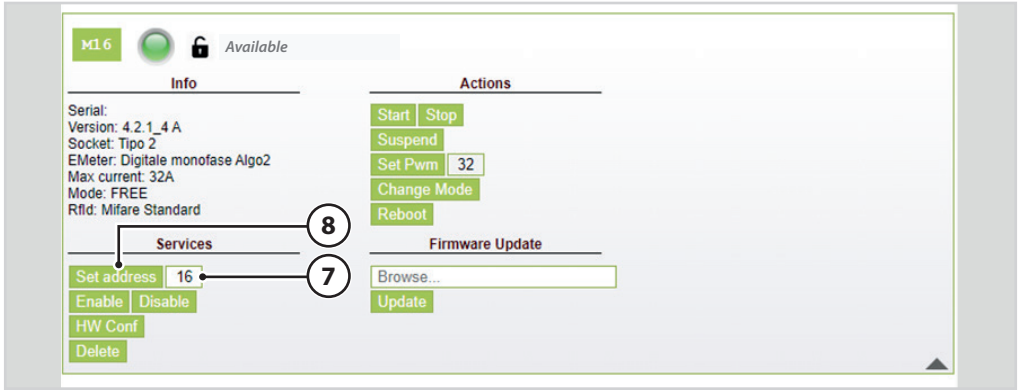 M16 Available
Info
Serial:
Version: 4.2.1_4 A
Socket: Tipo 2
EMeter: Digitale monofase Algo2
Max current: 32A
Mode: FREE
RfId: Mifare Standard
Actions
Start Stop
Suspend
Set Pwm 32
Change Mode
Reboot
8
Services
Set address 16
7
Enable Disable
HW Conf
Delete
Firmware Update
Browse...
Update